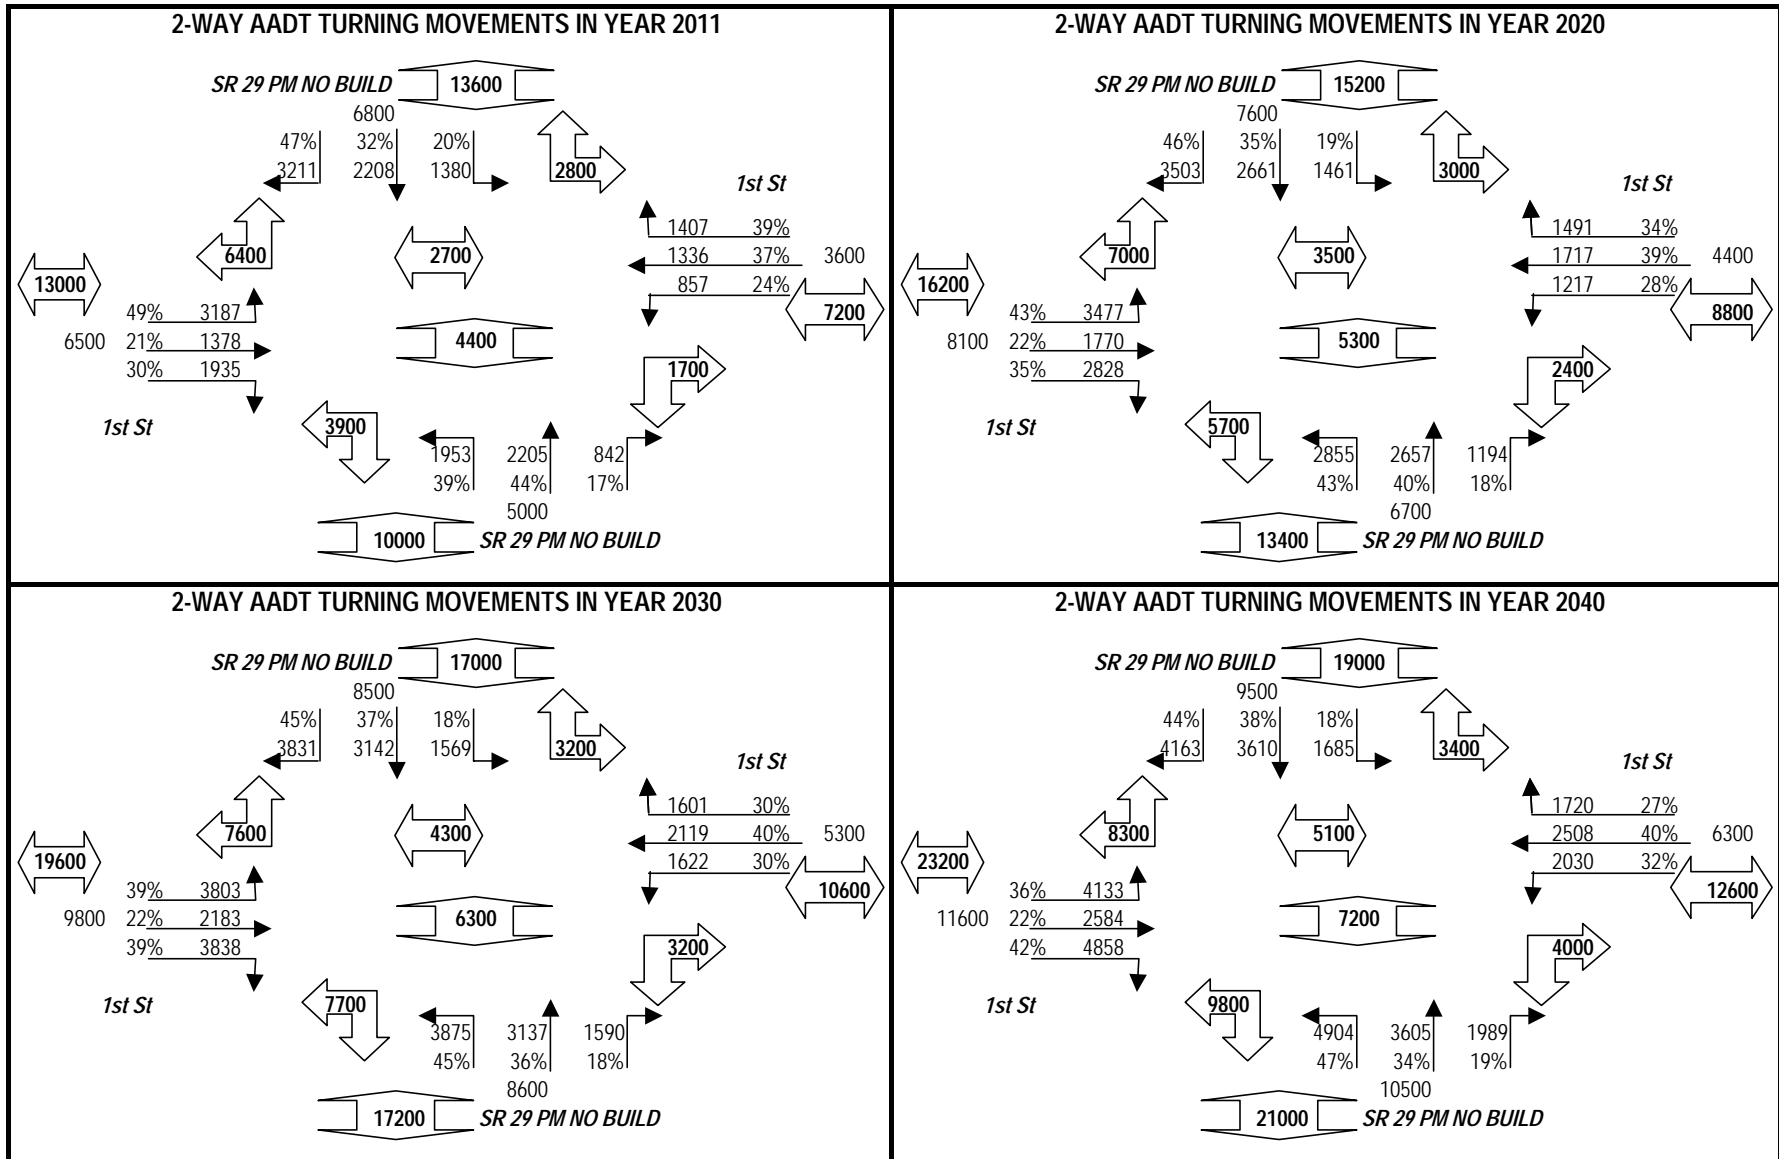 2-WAY AADT TURNING MOVEMENTS IN YEAR 2011
SR 29 PM NO BUILD 13600
6800
47% 32% 20%
3211 2208 1380 2800
1st St
1407 39%
6400 2700 1336 37% 3600
13000 857 24%
7200
49% 3187
6500 21% 1378 4400
30% 1935 1700
1st St 3900
1953 2205 842
39% 44% 17%
5000
10000 SR 29 PM NO BUILD
2-WAY AADT TURNING MOVEMENTS IN YEAR 2020
SR 29 PM NO BUILD 15200
7600
46% 35% 19%
3503 2661 1461 3000
1st St
1491 34%
7000 3500 1717 39% 4400
16200 1217 28%
8800
43% 3477
8100 22% 1770 5300
35% 2828 2400
1st St 5700
2855 2657 1194
43% 40% 18%
6700
13400 SR 29 PM NO BUILD
2-WAY AADT TURNING MOVEMENTS IN YEAR 2030
SR 29 PM NO BUILD 17000
8500
45% 37% 18%
3831 3142 1569 3200
1st St
1601 30%
7600 4300 2119 40% 5300
19600 1622 30%
10600
39% 3803
9800 22% 2183 6300
39% 3838 3200
1st St 7700
3875 3137 1590
45% 36% 18%
8600
17200 SR 29 PM NO BUILD
2-WAY AADT TURNING MOVEMENTS IN YEAR 2040
SR 29 PM NO BUILD 19000
9500
44% 38% 18%
4163 3610 1685 3400
1st St
1720 27%
8300 5100 2508 40% 6300
23200 2030 32%
12600
36% 4133
11600 22% 2584 7200
42% 4858 4000
1st St 9800
4904 3605 1989
47% 34% 19%
10500
21000 SR 29 PM NO BUILD